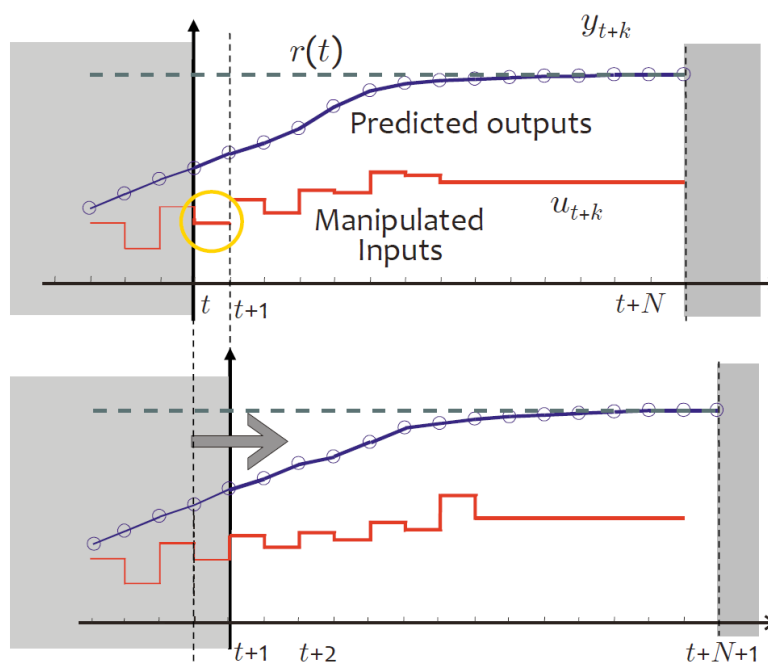 y_{t+k}
r(t)
Predicted outputs
u_{t+k}
Manipulated
Inputs
t
t+1
t+N
t+1
t+2
t+N+1